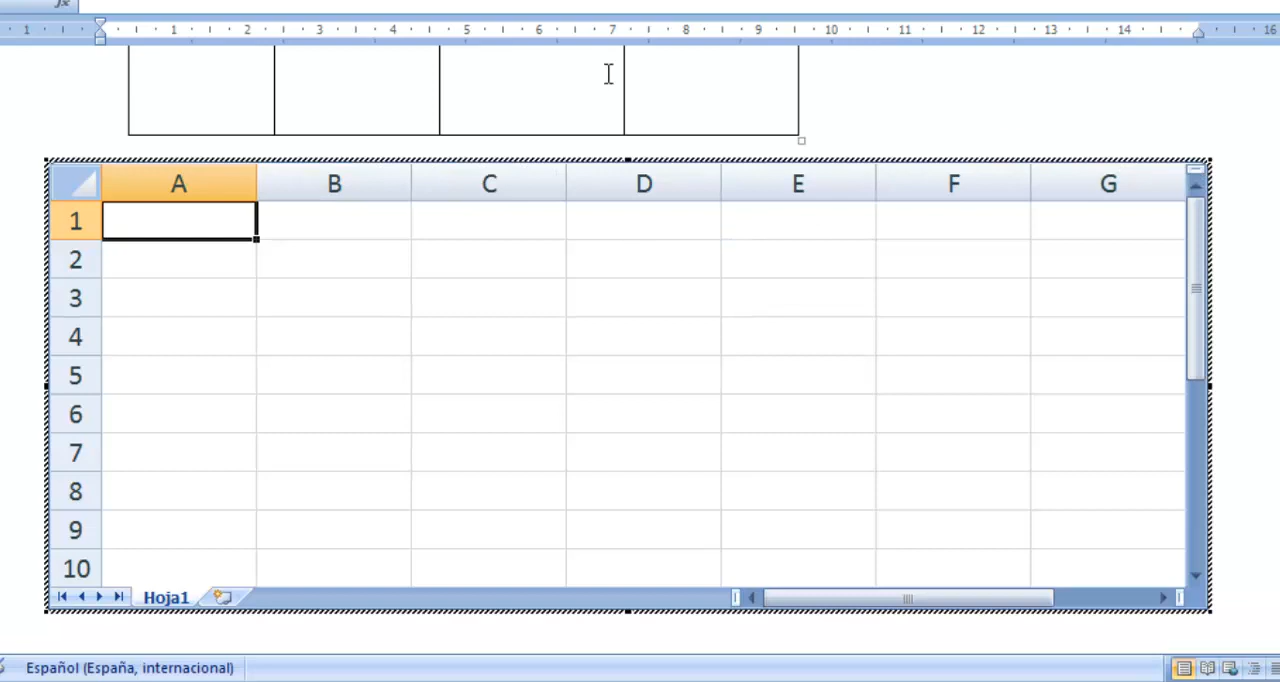 fx
1 1 2 3 4 5 6 7 8 9 10 11 12 13 14 16
A B C D E F G
1
2
3
4
5
6
7
8
9
10
Hoja1
Español (España, internacional)